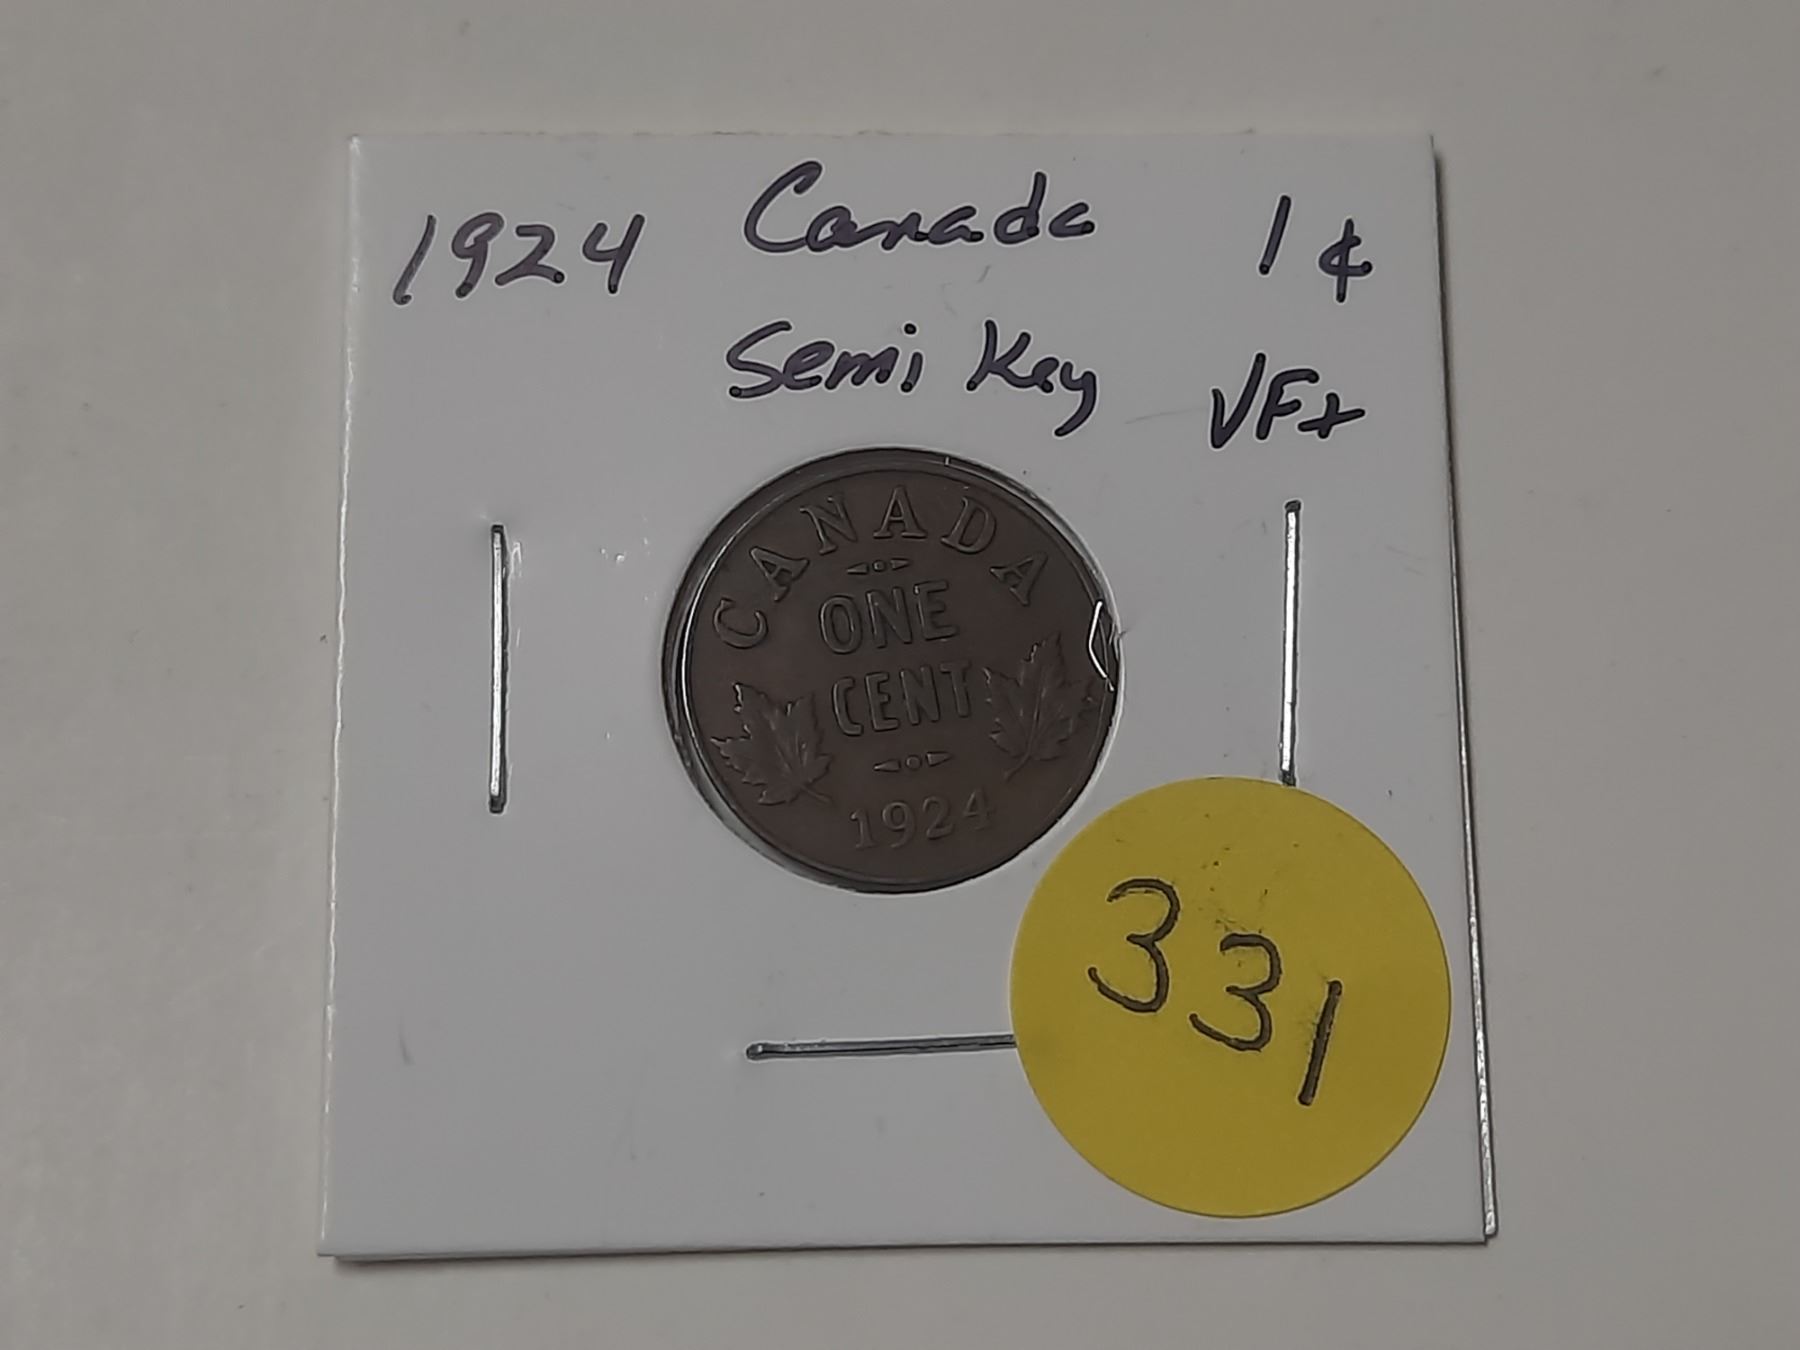 1924 Canada 1¢
Semi Key VF+
CANADA
ONE
CENT
1924
331